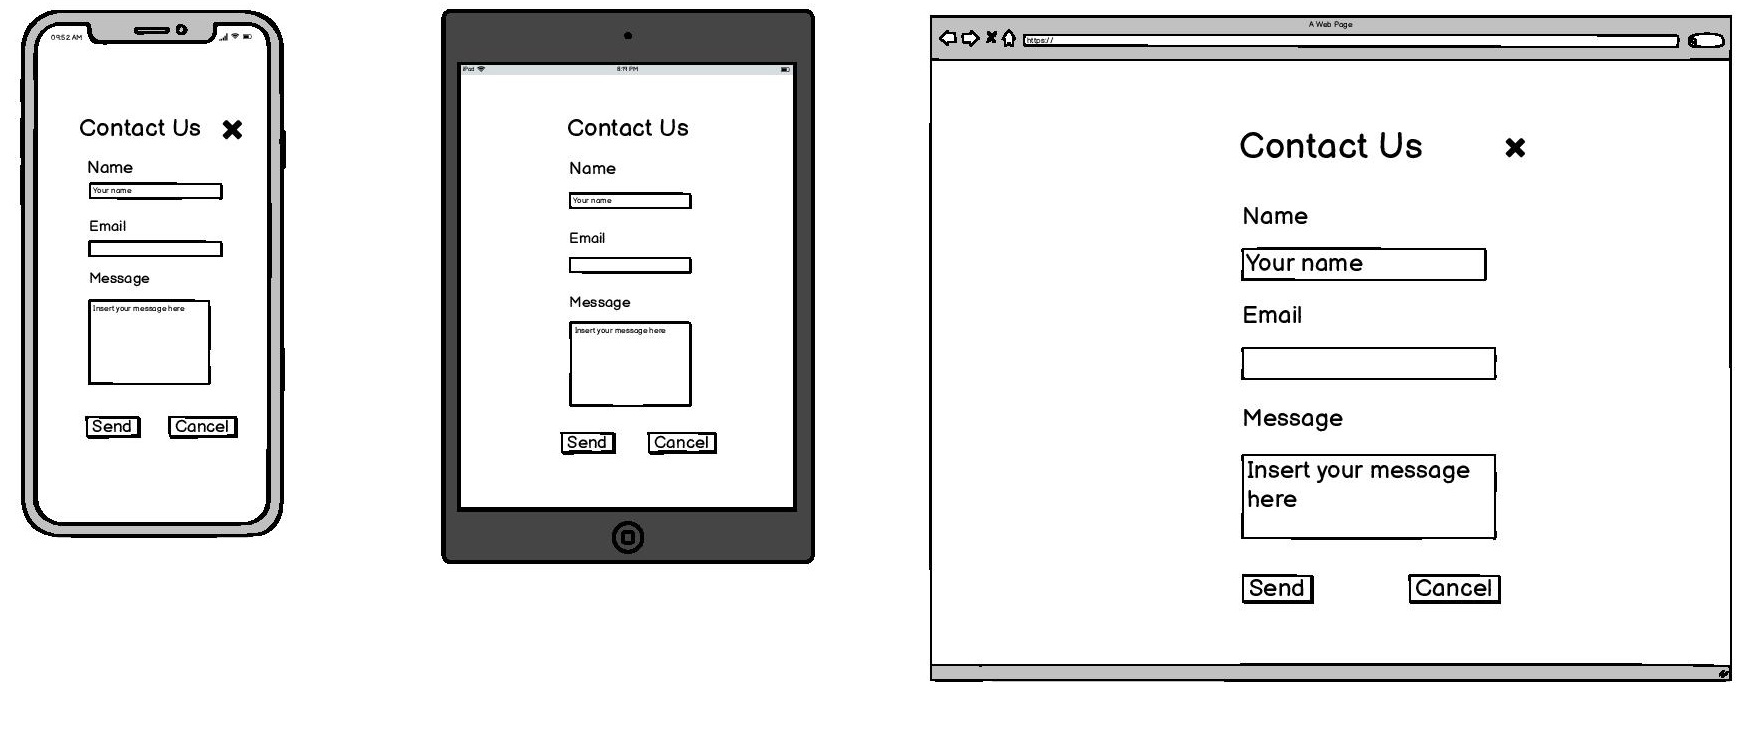 09:52 AM
Contact Us
Name
Your name
Email
Message
Insert your message here
Send Cancel
iPad
8:19 PM
Contact Us
Name
Your name
Email
Message
Insert your message here
Send Cancel
A Web Page
https://
Contact Us
Name
Your name
Email
Message
Insert your message
here
Send Cancel